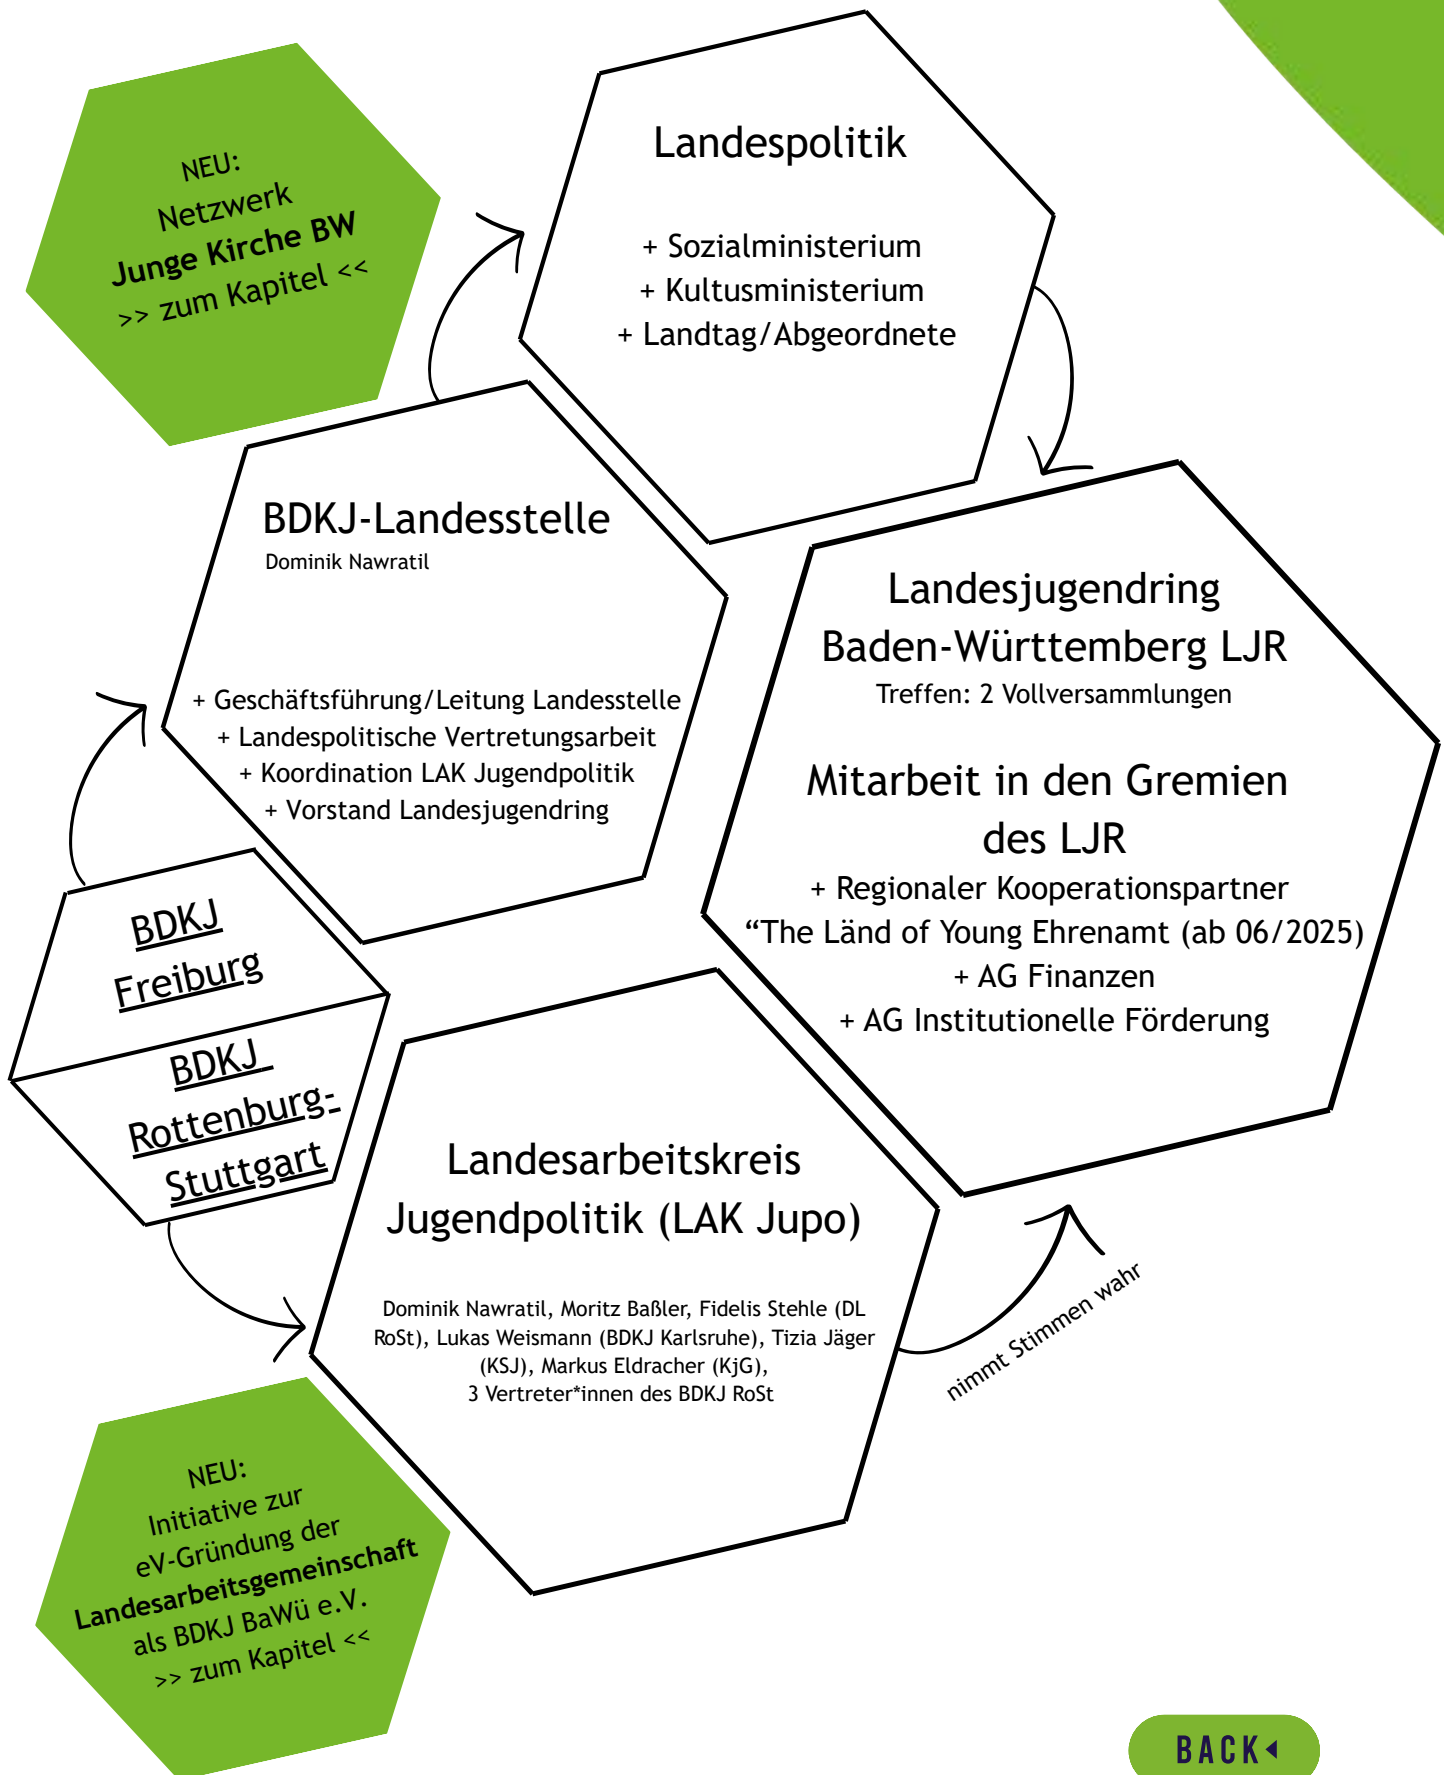 NEU:
Netzwerk
Junge Kirche BW
>> zum Kapitel <<
Landespolitik
+ Sozialministerium
+ Kultusministerium
+ Landtag/Abgeordnete
BDKJ-Landesstelle
Dominik Nawratil
+ Geschäftsführung/Leitung Landesstelle
+ Landespolitische Vertretungsarbeit
+ Koordination LAK Jugendpolitik
+ Vorstand Landesjugendring
Landesjugendring
Baden-Württemberg LJR
Treffen: 2 Vollversammlungen
Mitarbeit in den Gremien
des LJR
+ Regionaler Kooperationspartner
“The Länd of Young Ehrenamt (ab 06/2025)
+ AG Finanzen
+ AG Institutionelle Förderung
BDKJ
Freiburg
BDKJ
Rottenburg-
Stuttgart
Landesarbeitskreis
Jugendpolitik (LAK Jupo)
Dominik Nawratil, Moritz Baßler, Fidelis Stehle (DL
RoSt), Lukas Weismann (BDKJ Karlsruhe), Tizia Jäger
(KSJ), Markus Eldracher (KjG),
3 Vertreter*innen des BDKJ RoSt
nimmt Stimmen wahr
NEU:
Initiative zur
eV-Gründung der
Landesarbeitsgemeinschaft
als BDKJ BaWü e.V.
>> zum Kapitel <<
BACK